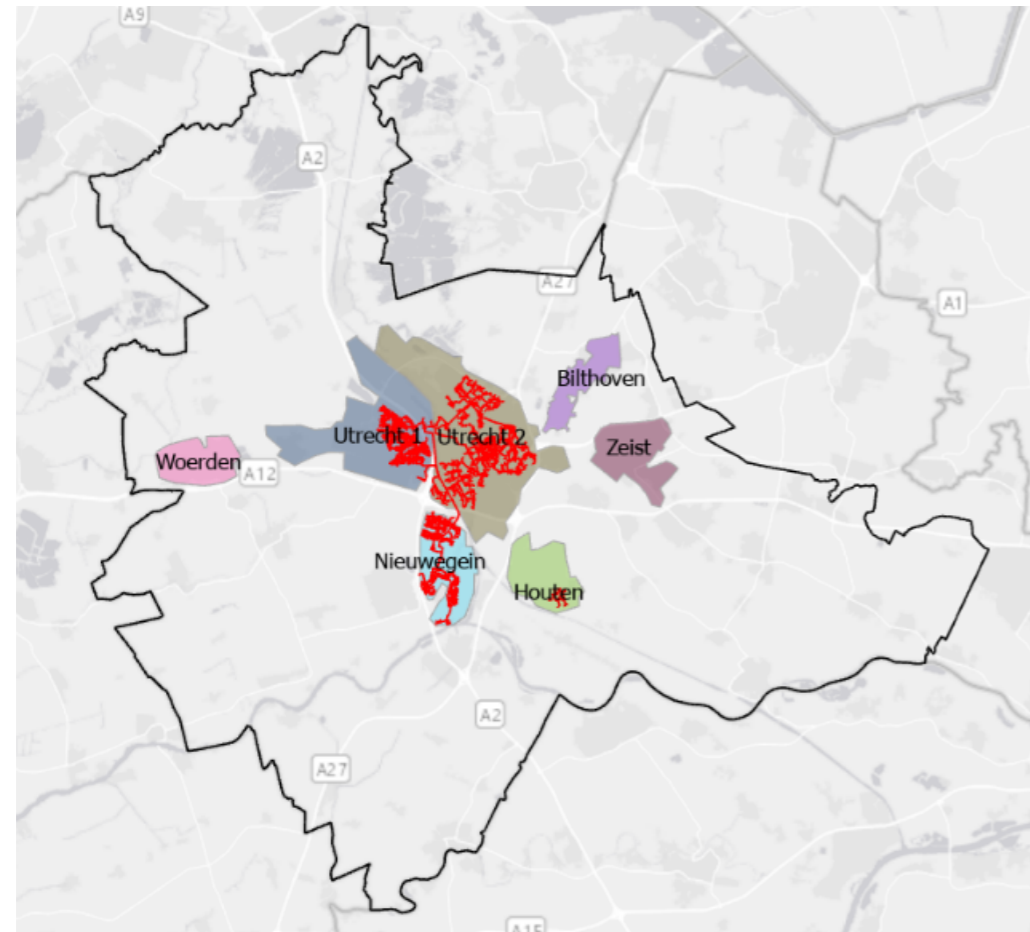 A9
A2
A27
A1
Bilthoven
Utrecht 1
Utrecht 2
Zeist
Woerden
A12
Nieuwegein
Houten
A2
A27
A15